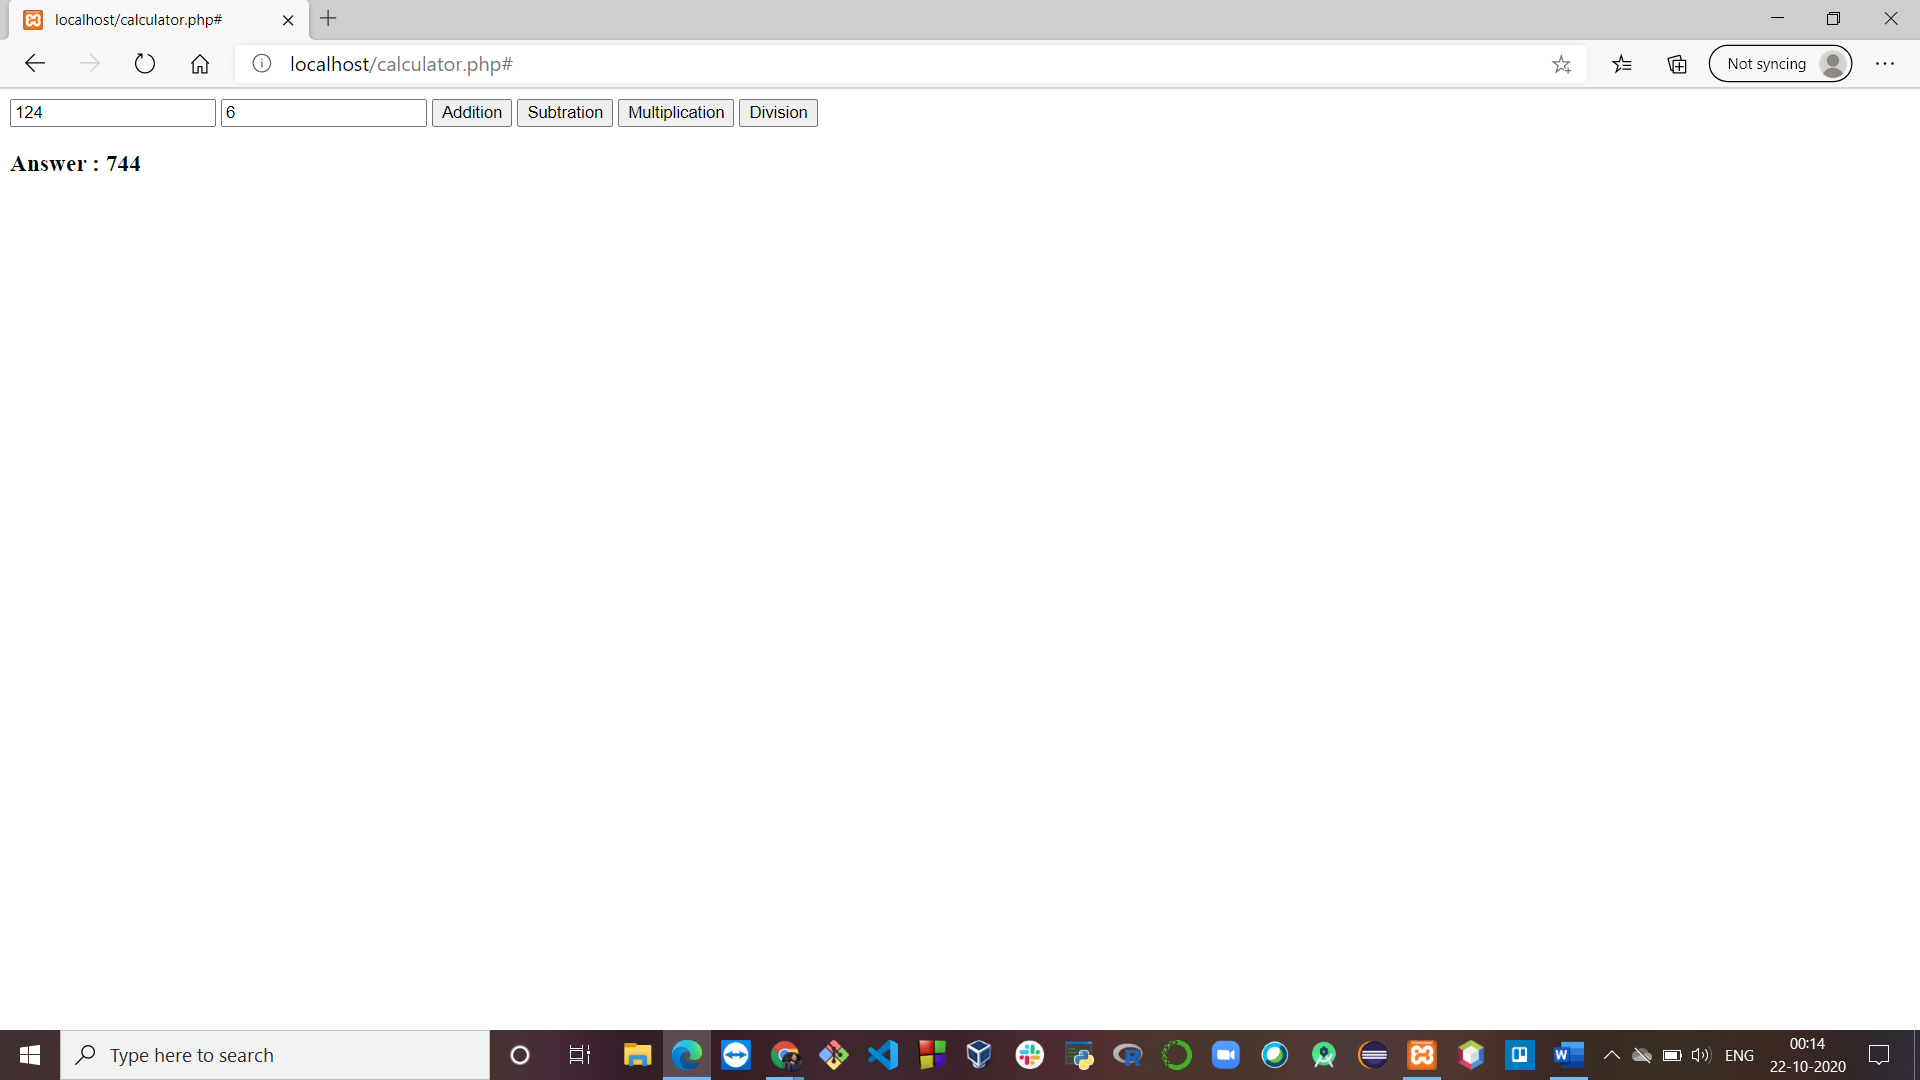 localhost/calculator.php#
localhost/calculator.php#
Not syncing
124 6 Addition Subtration Multiplication Division
Answer : 744
Type here to search
ENG
00:14
22-10-2020